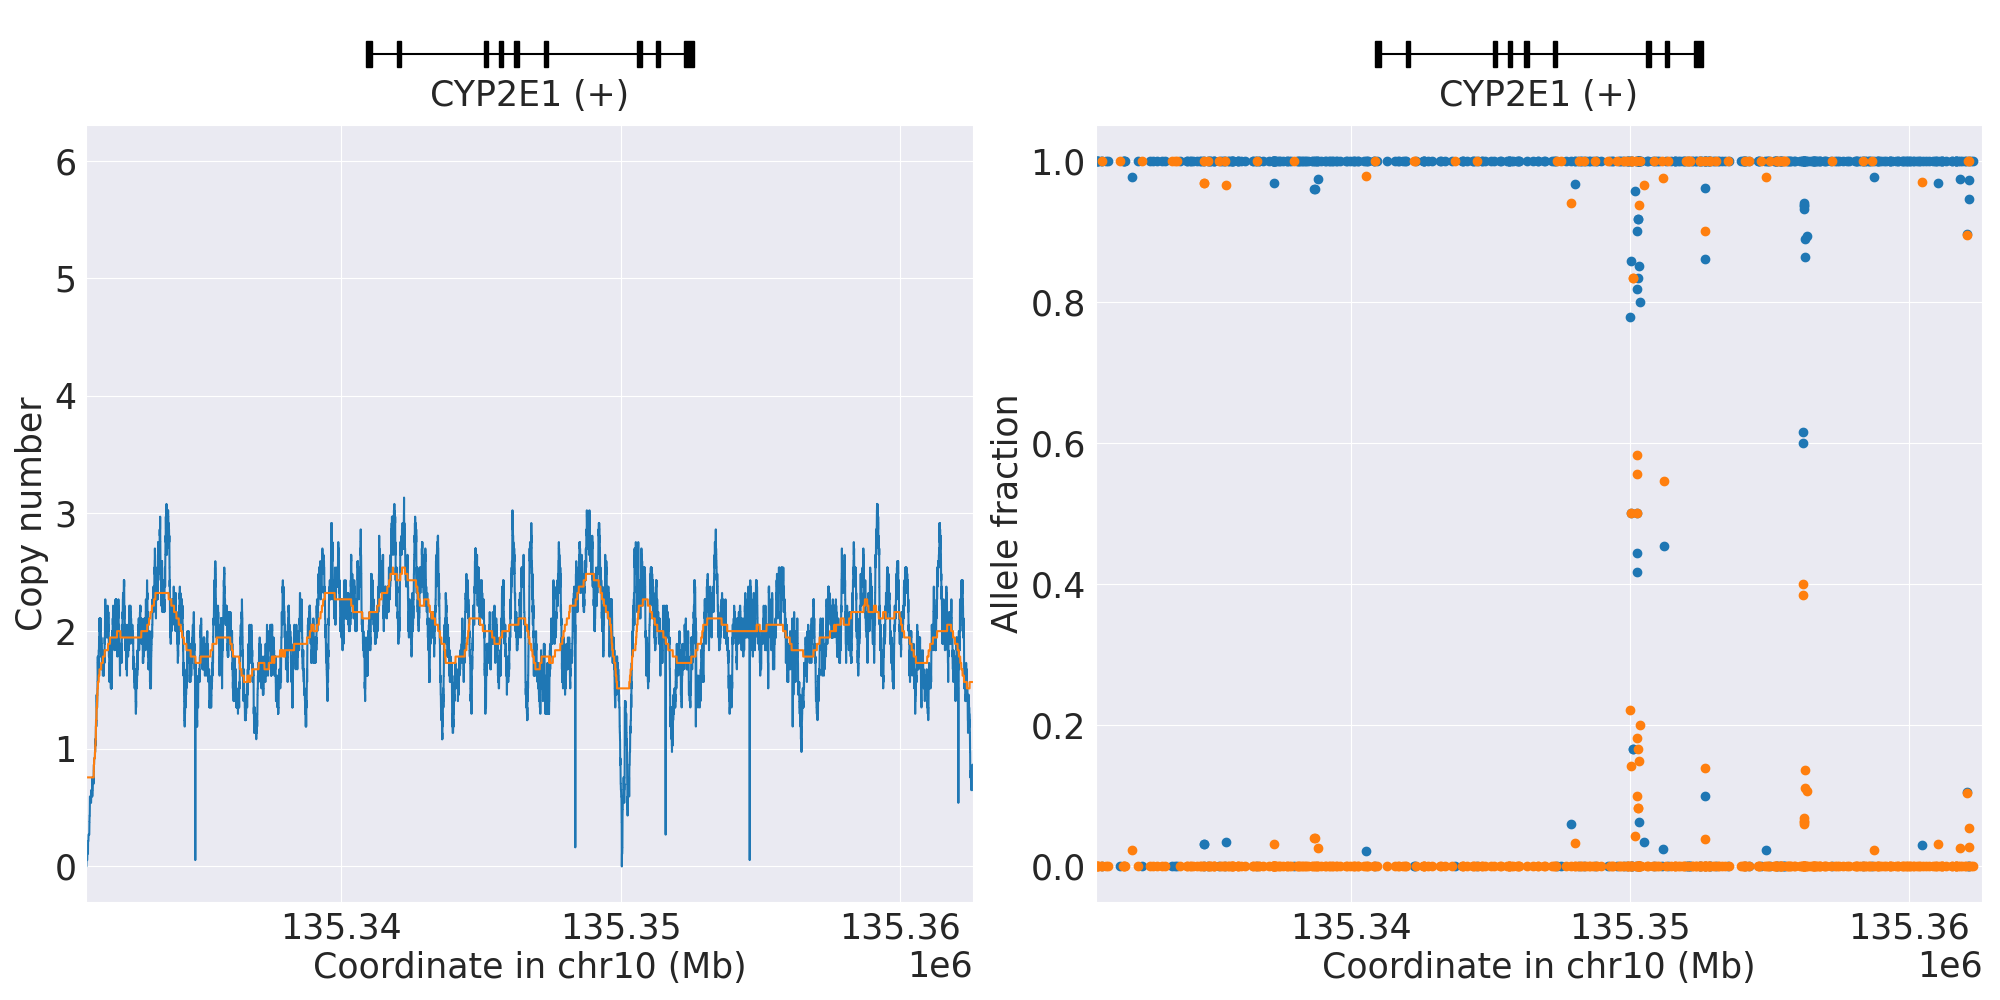 CYP2E1 (+)
6
5
4
3
2
1
0
Copy number
135.34 135.35 135.36
Coordinate in chr10 (Mb)
1e6
CYP2E1 (+)
1.0
0.8
0.6
0.4
0.2
0.0
Allele fraction
135.34 135.35 135.36
Coordinate in chr10 (Mb)
1e6